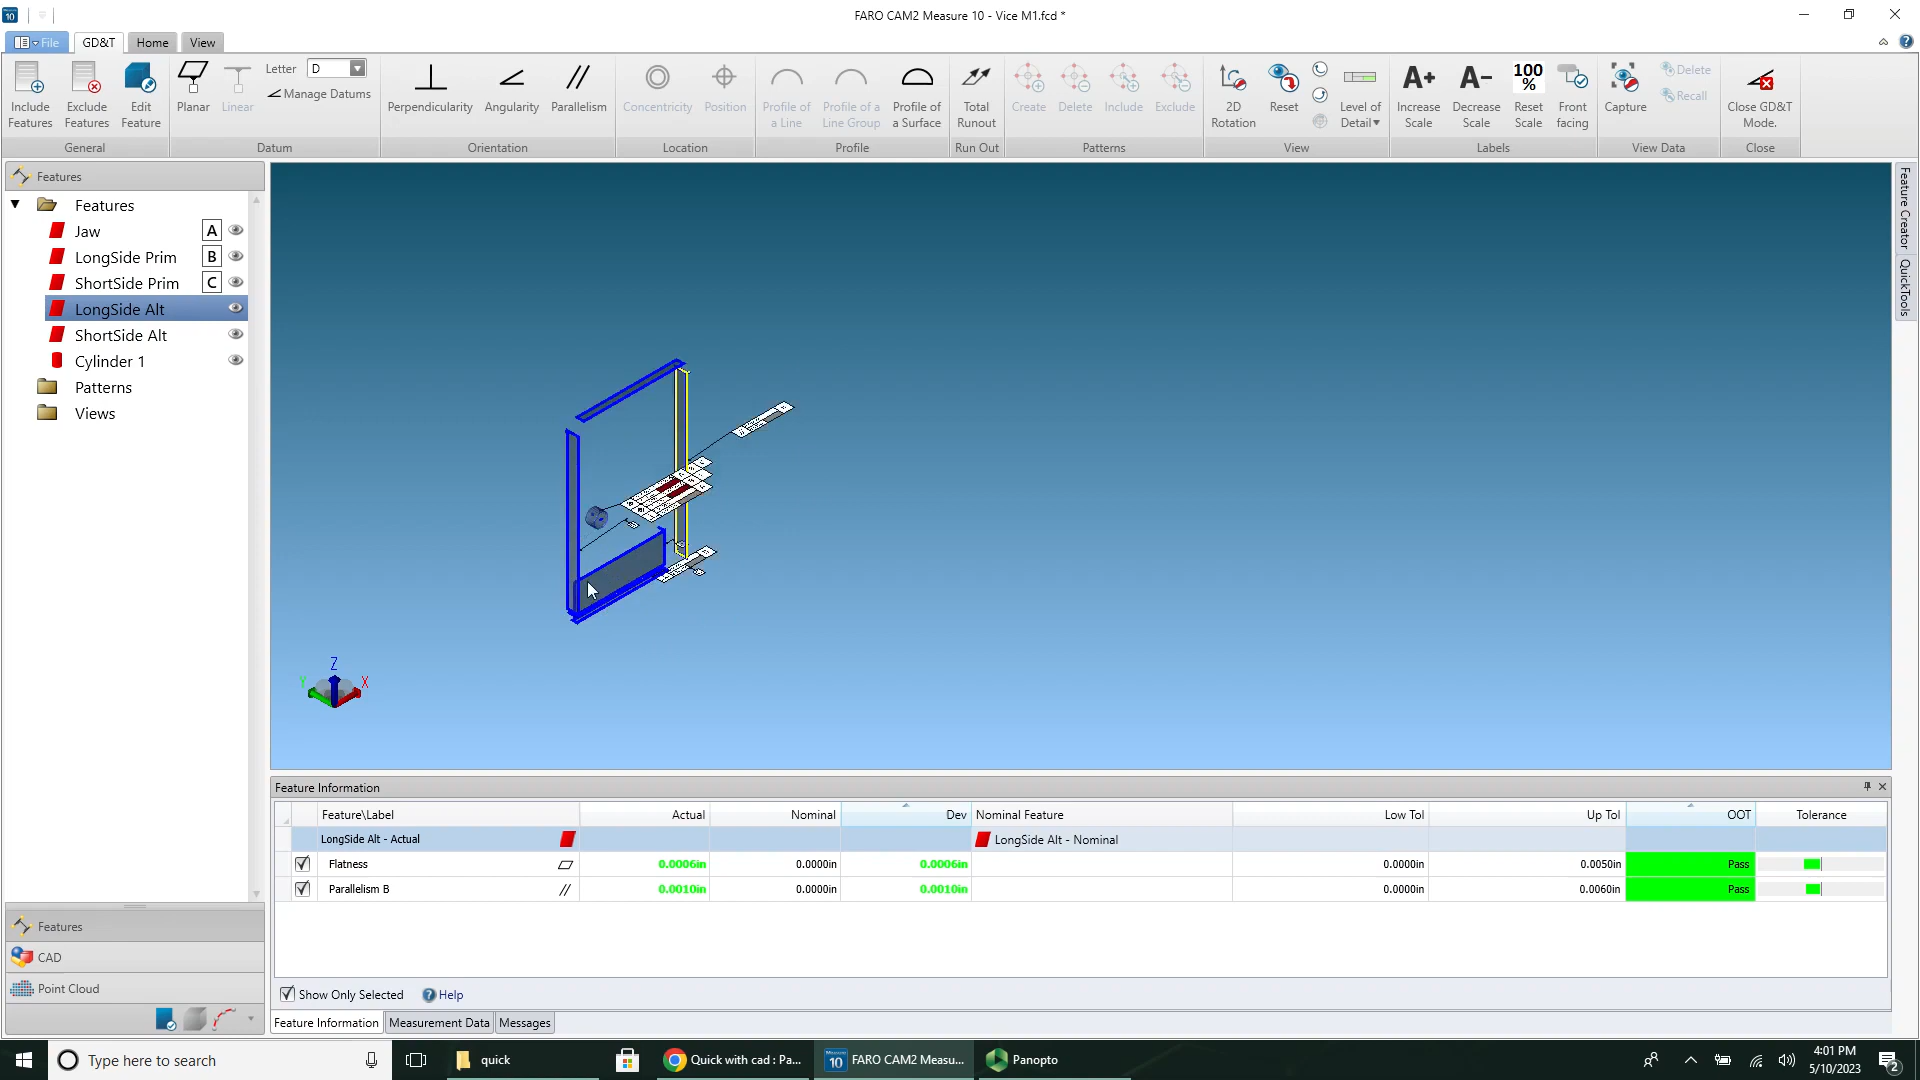 10
FARO CAM2 Measure 10 - Vice M1.fcd *
File
GD&T
Home
View
Include Features
Exclude Features
Edit Feature
General
Planar
Linear
Letter D
Manage Datums
Datum
Perpendicularity
Angularity
Parallelism
Orientation
Concentricity
Position
Location
Profile of a Line
Profile of a Line Group
Profile of a Surface
Profile
Total Runout
Run Out
Create
Delete
Include
Exclude
Patterns
2D Rotation
Reset
Level of Detail
View
A+ Increase Scale
A- Decrease Scale
100 % Reset Scale
Front facing
Labels
Capture
Delete
Recall
View Data
Close GD&T Mode.
Close
Features
Features
Jaw A
LongSide Prim B
ShortSide Prim C
LongSide Alt
ShortSide Alt
Cylinder 1
Patterns
Views
Feature Creator
QuickTools
Z
Y
X
Features
CAD
Point Cloud
Feature Information
Feature\Label Actual Nominal Dev Nominal Feature Low Tol Up Tol OOT Tolerance
LongSide Alt - Actual LongSide Alt - Nominal
Flatness 0.0006in 0.0000in 0.0006in 0.0000in 0.0050in Pass
Parallelism B 0.0010in 0.0000in 0.0010in 0.0000in 0.0060in Pass
Show Only Selected
Help
Feature Information
Measurement Data
Messages
Type here to search
quick
Quick with cad : Pa...
10
FARO CAM2 Measu...
Panopto
4:01 PM
5/10/2023
2